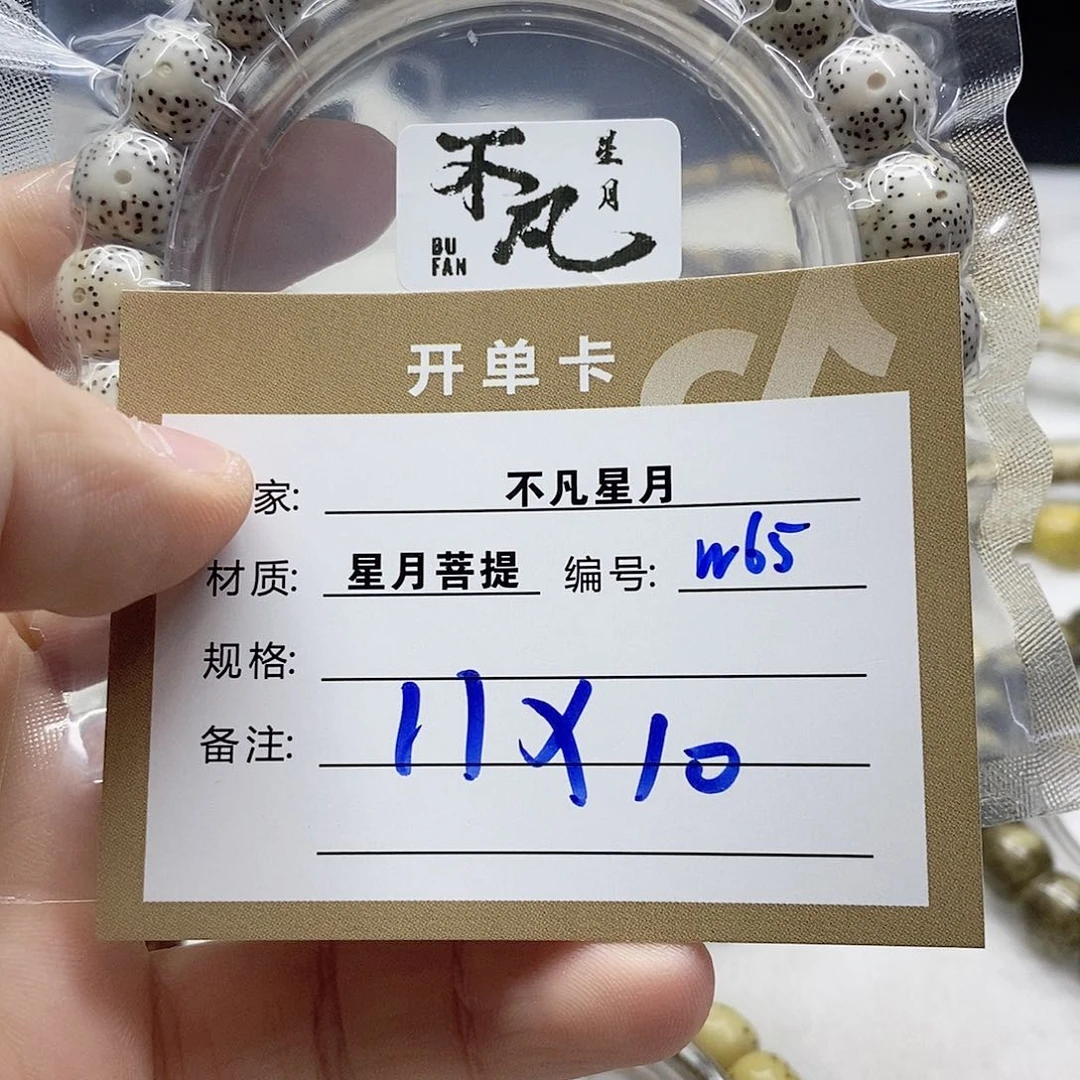 不凡
星月
BU
FAN
开单卡
家: 不凡星月
材质: 星月菩提 编号: w65
规格:
备注: 11X10